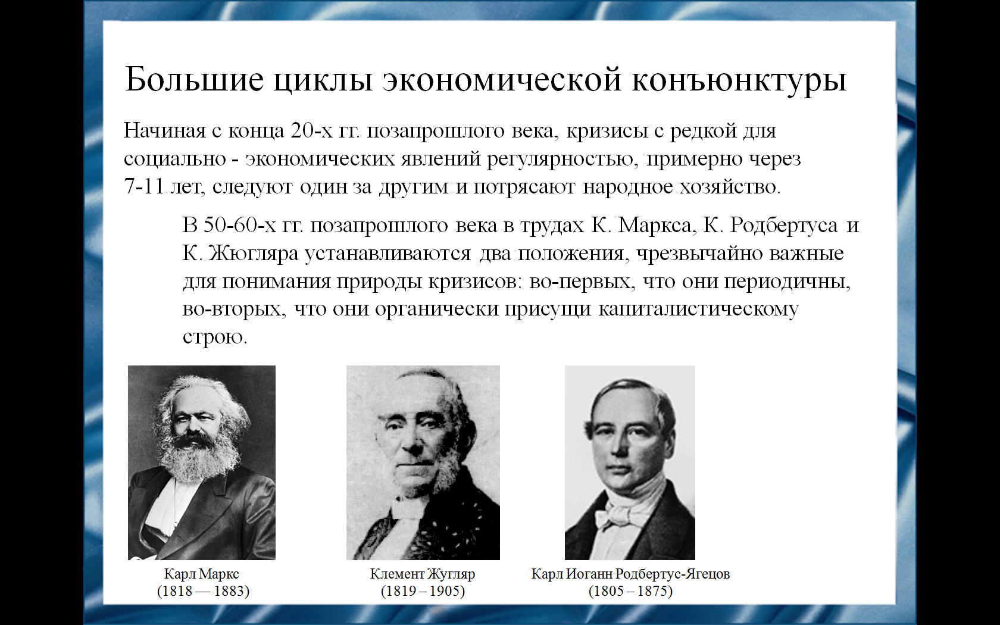 Большие циклы экономической конъюнктуры
Начиная с конца 20-х гг. позапрошлого века, кризисы с редкой для
социально - экономических явлений регулярностью, примерно через
7-11 лет, следуют один за другим и потрясают народное хозяйство.
В 50-60-х гг. позапрошлого века в трудах К. Маркса, К. Родбертуса и
К. Жюгляра устанавливаются два положения, чрезвычайно важные
для понимания природы кризисов: во-первых, что они периодичны,
во-вторых, что они органически присущи капиталистическому
строю.
Карл Маркс
(1818 — 1883)
Клемент Жугляр
(1819 – 1905)
Карл Иоганн Родбертус-Ягецов
(1805 – 1875)